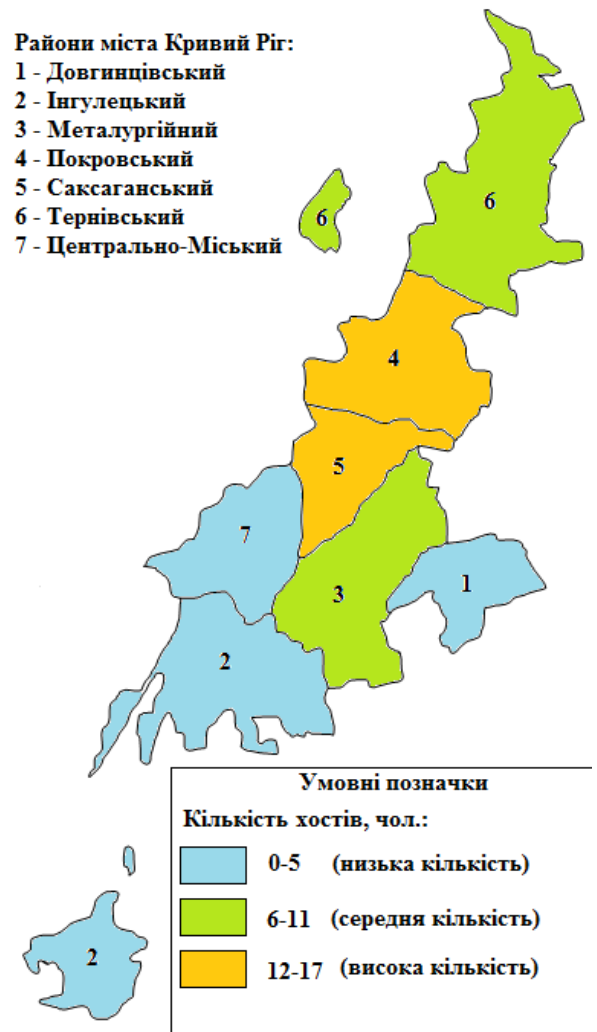 Райони міста Кривий Ріг:
1 - Довгинцівський
2 - Інгулецький
3 - Металургійний
4 - Покровський
5 - Саксаганський
6 - Тернівський
7 - Центрально-Міський
6
6
4
5
7
3
1
2
Умовні позначки
Кількість хостів, чол.:
0-5 (низька кількість)
6-11 (середня кількість)
12-17 (висока кількість)
2